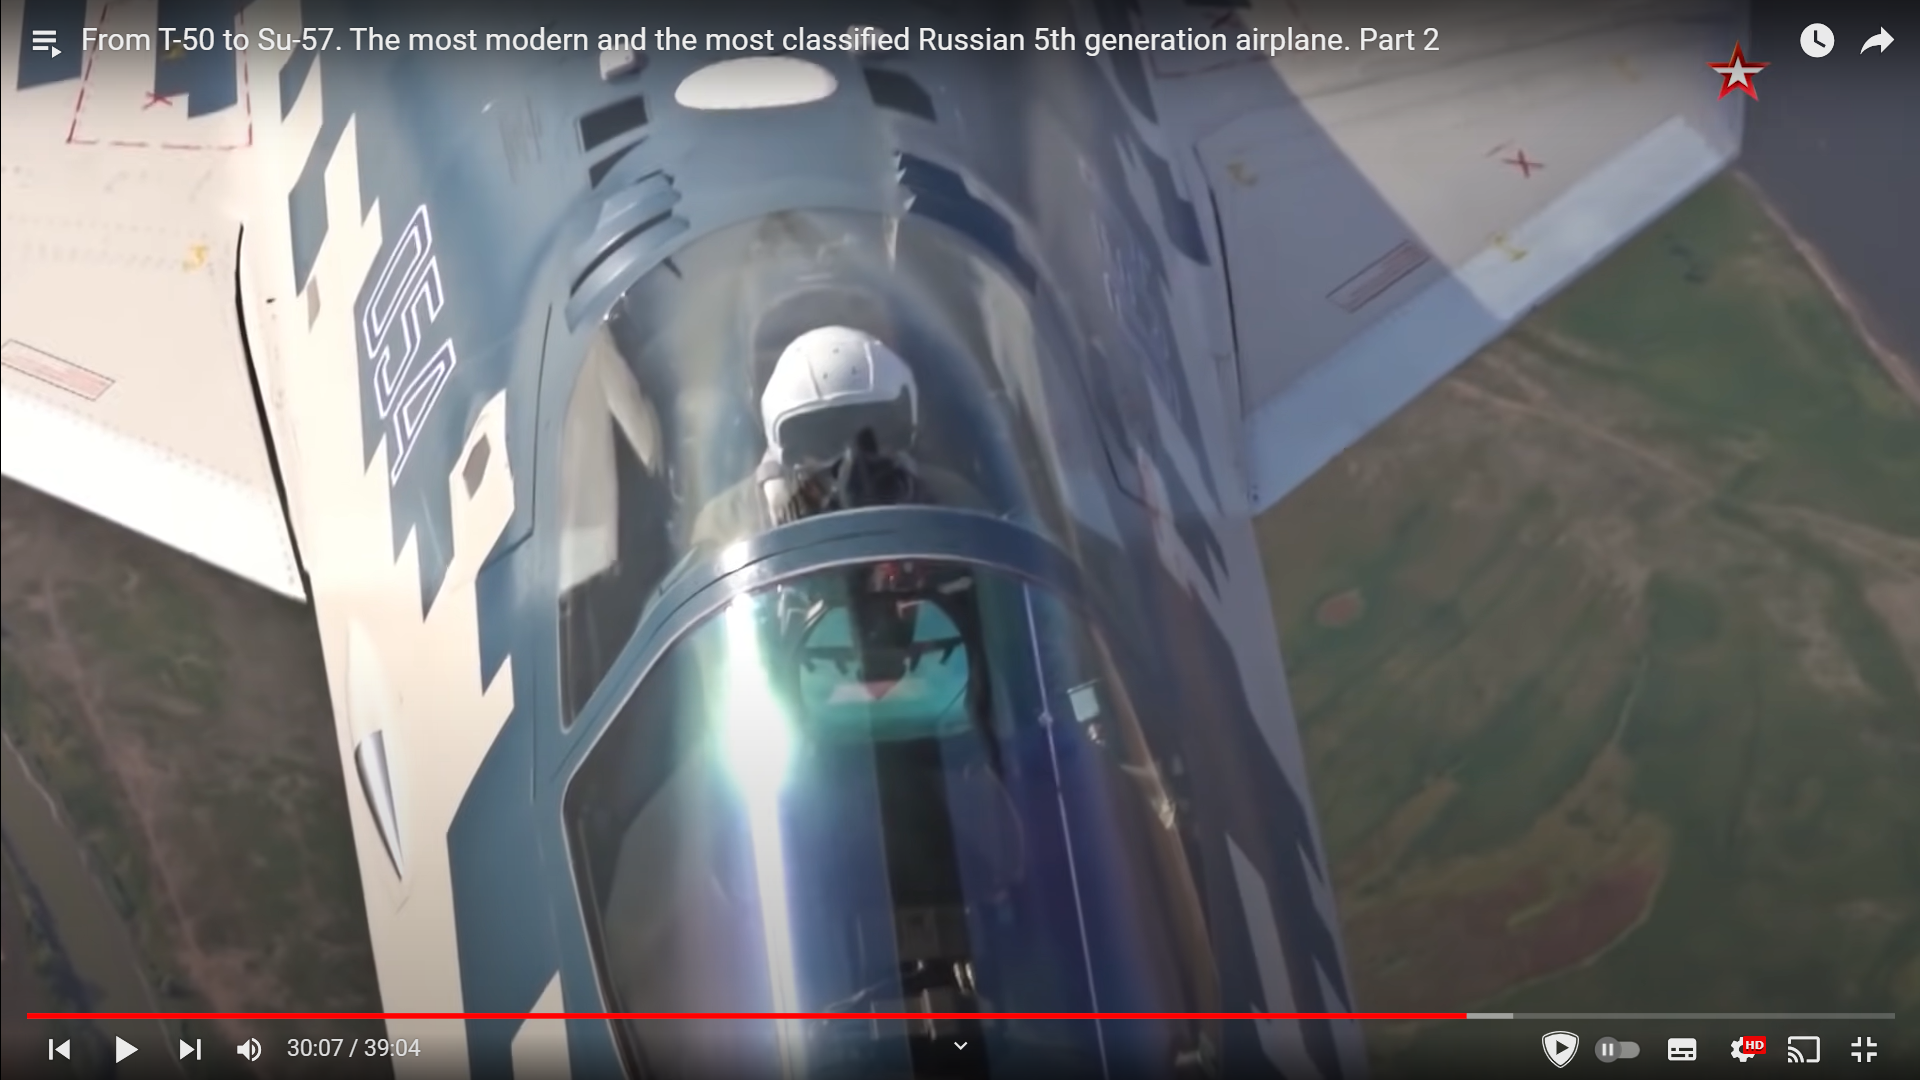 From T-50 to Su-57. The most modern and the most classified Russian 5th generation airplane. Part 2
30:07 / 39:04
HD